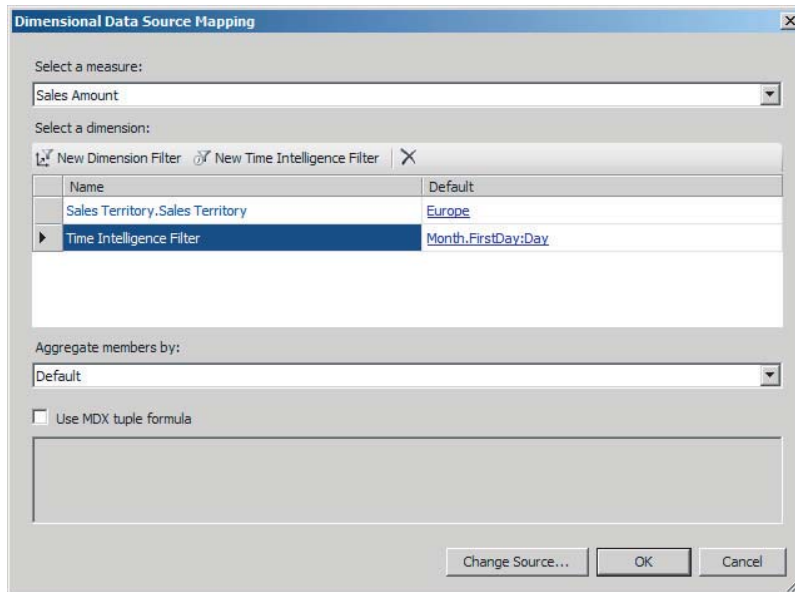 Dimensional Data Source Mapping
Select a measure:
Sales Amount
Select a dimension:
New Dimension Filter New Time Intelligence Filter
Name Default
Sales Territory.Sales Territory Europe
Time Intelligence Filter Month.FirstDay:Day
Aggregate members by:
Default
Use MDX tuple formula
Change Source... OK Cancel